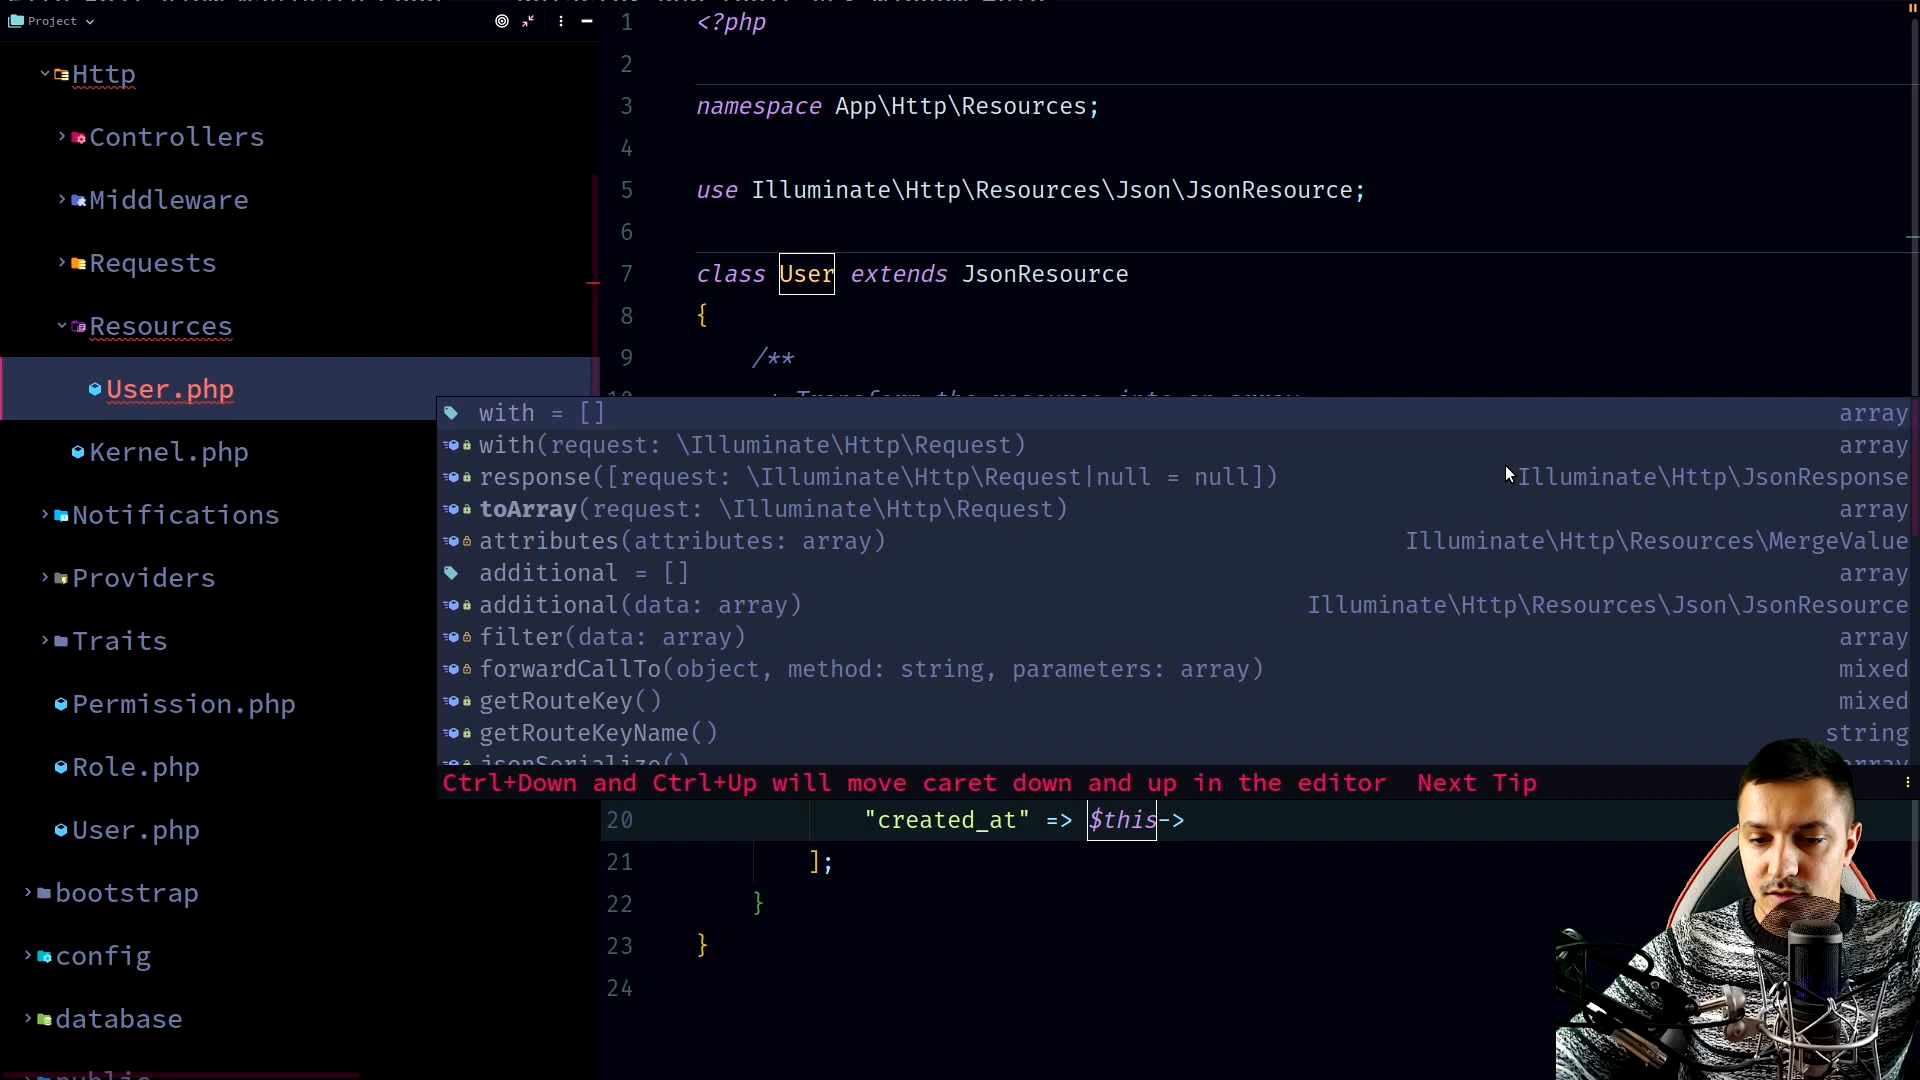 Project
Http
Controllers
Middleware
Requests
Resources
User.php
Kernel.php
Notifications
Providers
Traits
Permission.php
Role.php
User.php
bootstrap
config
database
1 <?php
2
3 namespace App\Http\Resources;
4
5 use Illuminate\Http\Resources\Json\JsonResource;
6
7 class User extends JsonResource
8 {
9 /**
with = [] array
with(request: \Illuminate\Http\Request) array
response([request: \Illuminate\Http\Request|null = null]) Illuminate\Http\JsonResponse
toArray(request: \Illuminate\Http\Request) array
attributes(attributes: array) Illuminate\Http\Resources\MergeValue
additional = [] array
additional(data: array) Illuminate\Http\Resources\Json\JsonResource
filter(data: array) array
forwardCallTo(object, method: string, parameters: array) mixed
getRouteKey() mixed
getRouteKeyName() string
jsonSerialize() array
Ctrl+Down and Ctrl+Up will move caret down and up in the editor Next Tip
20 "created_at" => $this->
21 ];
22 }
23 }
24